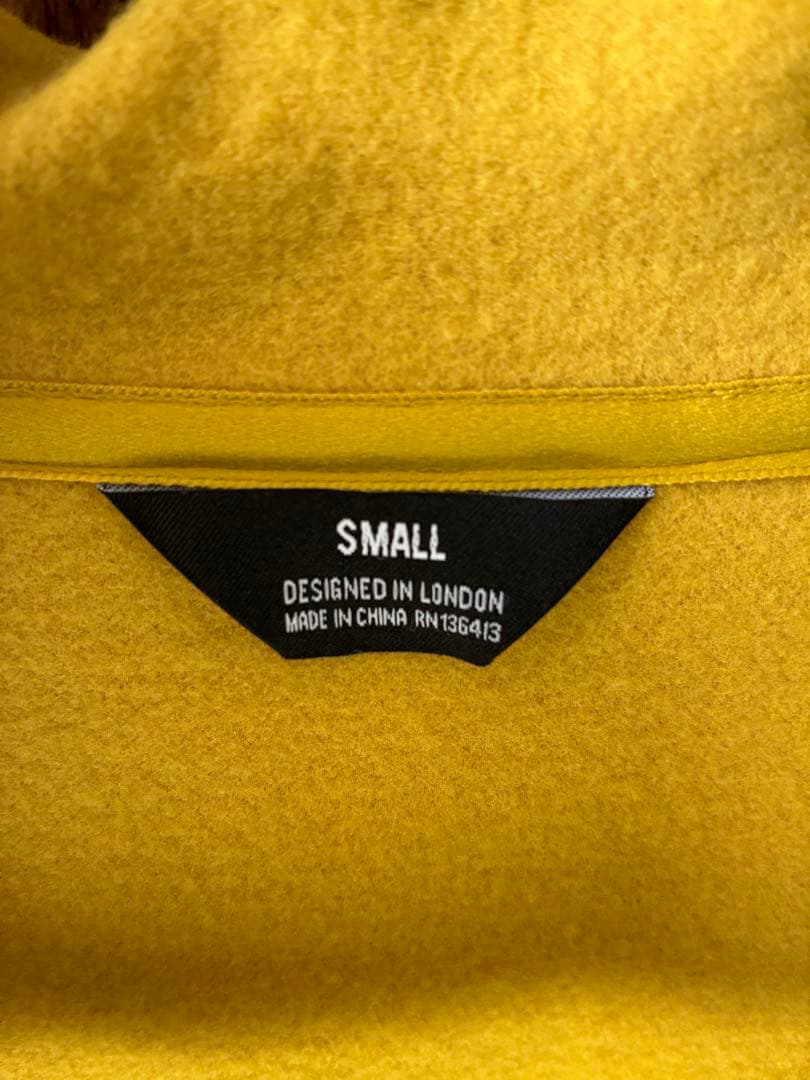 SMALL
DESIGNED IN LONDON
MADE IN CHINA RN136413